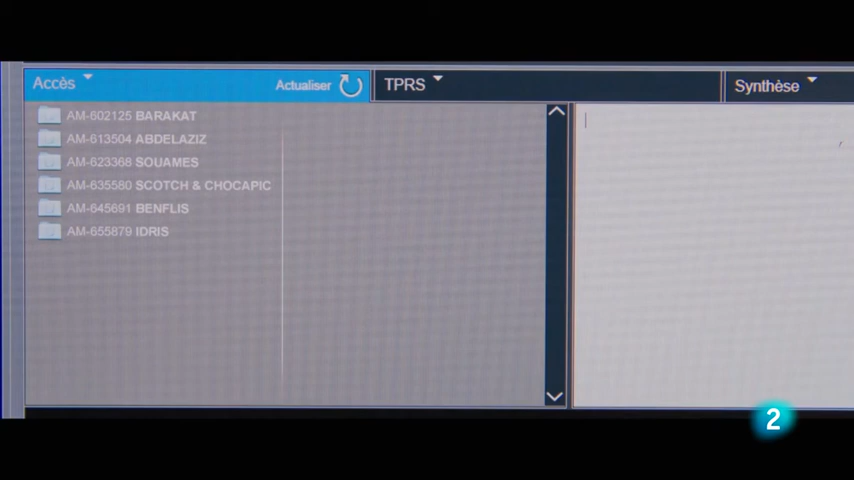 Accès Actualiser TPRS Synthèse
AM-602125 BARAKAT
AM-613504 ABDELAZIZ
AM-623368 SOUAMES
AM-635580 SCOTCH & CHOCAPIC
AM-645691 BENFLIS
AM-655879 IDRIS
2